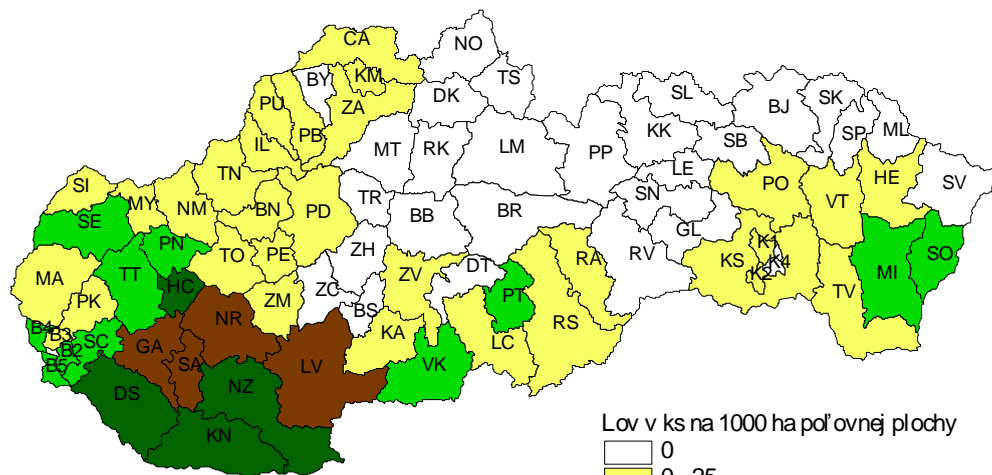 CA
NO
BY
KM
TS
SL
BJ
SK
PU
PB
ZA
DK
SP
ML
KK
IL
MT
RK
LM
PP
SB
LE
TN
SI
MY
NM
BN
PD
TR
SN
PO
VT
HE
SV
SE
BB
BR
GL
PN
TO
PE
ZH
RV
K1
MA
TT
ZV
DT
RA
KS
K4
K2
MI
SO
PK
HC
ZM
ZC
BS
PT
TV
B4
B3
SC
NR
KA
RS
B2
GA
LC
B5
SA
LV
VK
DS
NZ
KN
Lov v ks na 1000 ha poľovnej plochy
0
0 - 25